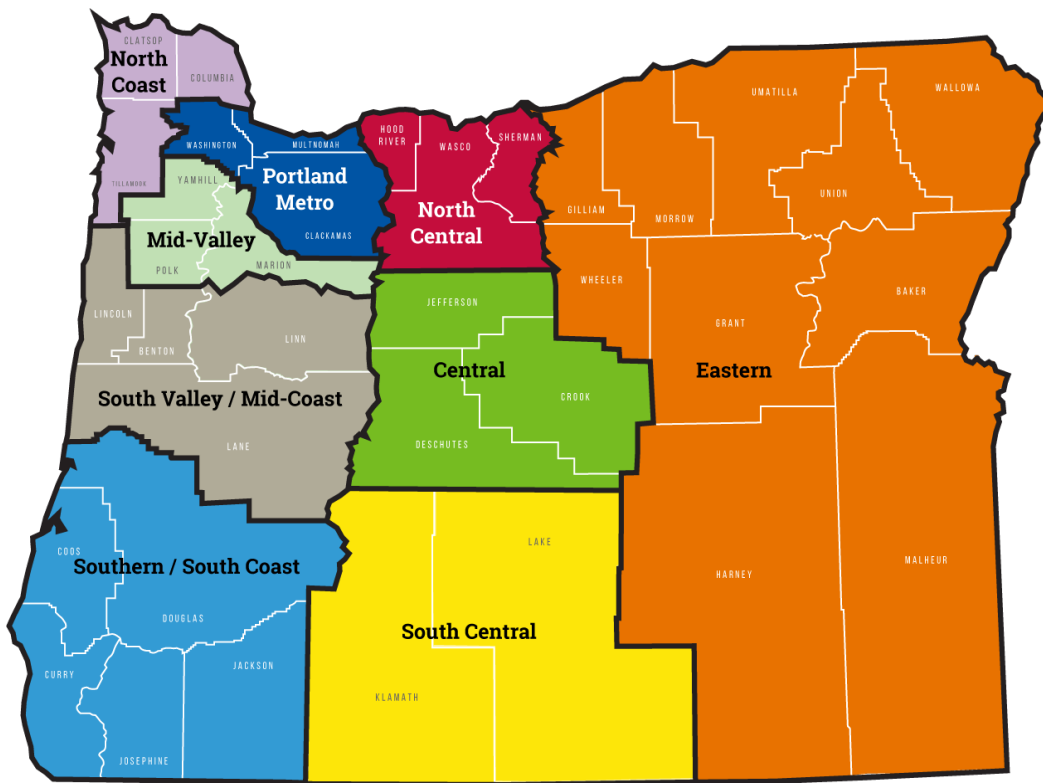 CLATSOP
North
Coast
COLUMBIA
TILLAMOOK
WASHINGTON
MULTNOMAH
Portland
Metro
CLACKAMAS
YAMHILL
Mid-Valley
POLK
MARION
HOOD
RIVER
WASCO
SHERMAN
North
Central
LINCOLN
BENTON
LINN
South Valley / Mid-Coast
LANE
JEFFERSON
Central
CROOK
DESCHUTES
UMATILLA
WALLOWA
GILLIAM
MORROW
UNION
WHEELER
GRANT
BAKER
Eastern
HARNEY
MALHEUR
COOS
Southern / South Coast
DOUGLAS
CURRY
JACKSON
JOSEPHINE
LAKE
South Central
KLAMATH